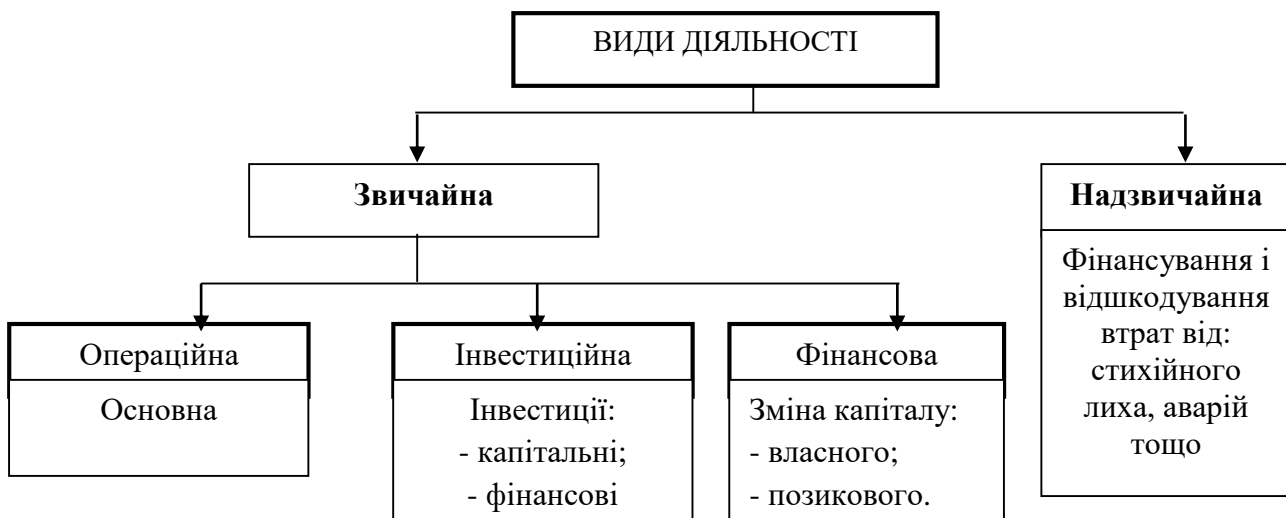 ВИДИ ДІЯЛЬНОСТІ
Звичайна
Надзвичайна
Фінансування і
відшкодування
втрат від:
стихійного
лиха, аварій
тощо
Операційна
Основна
Інвестиційна
Інвестиції:
- капітальні;
- фінансові
Фінансова
Зміна капіталу:
- власного;
- позикового.